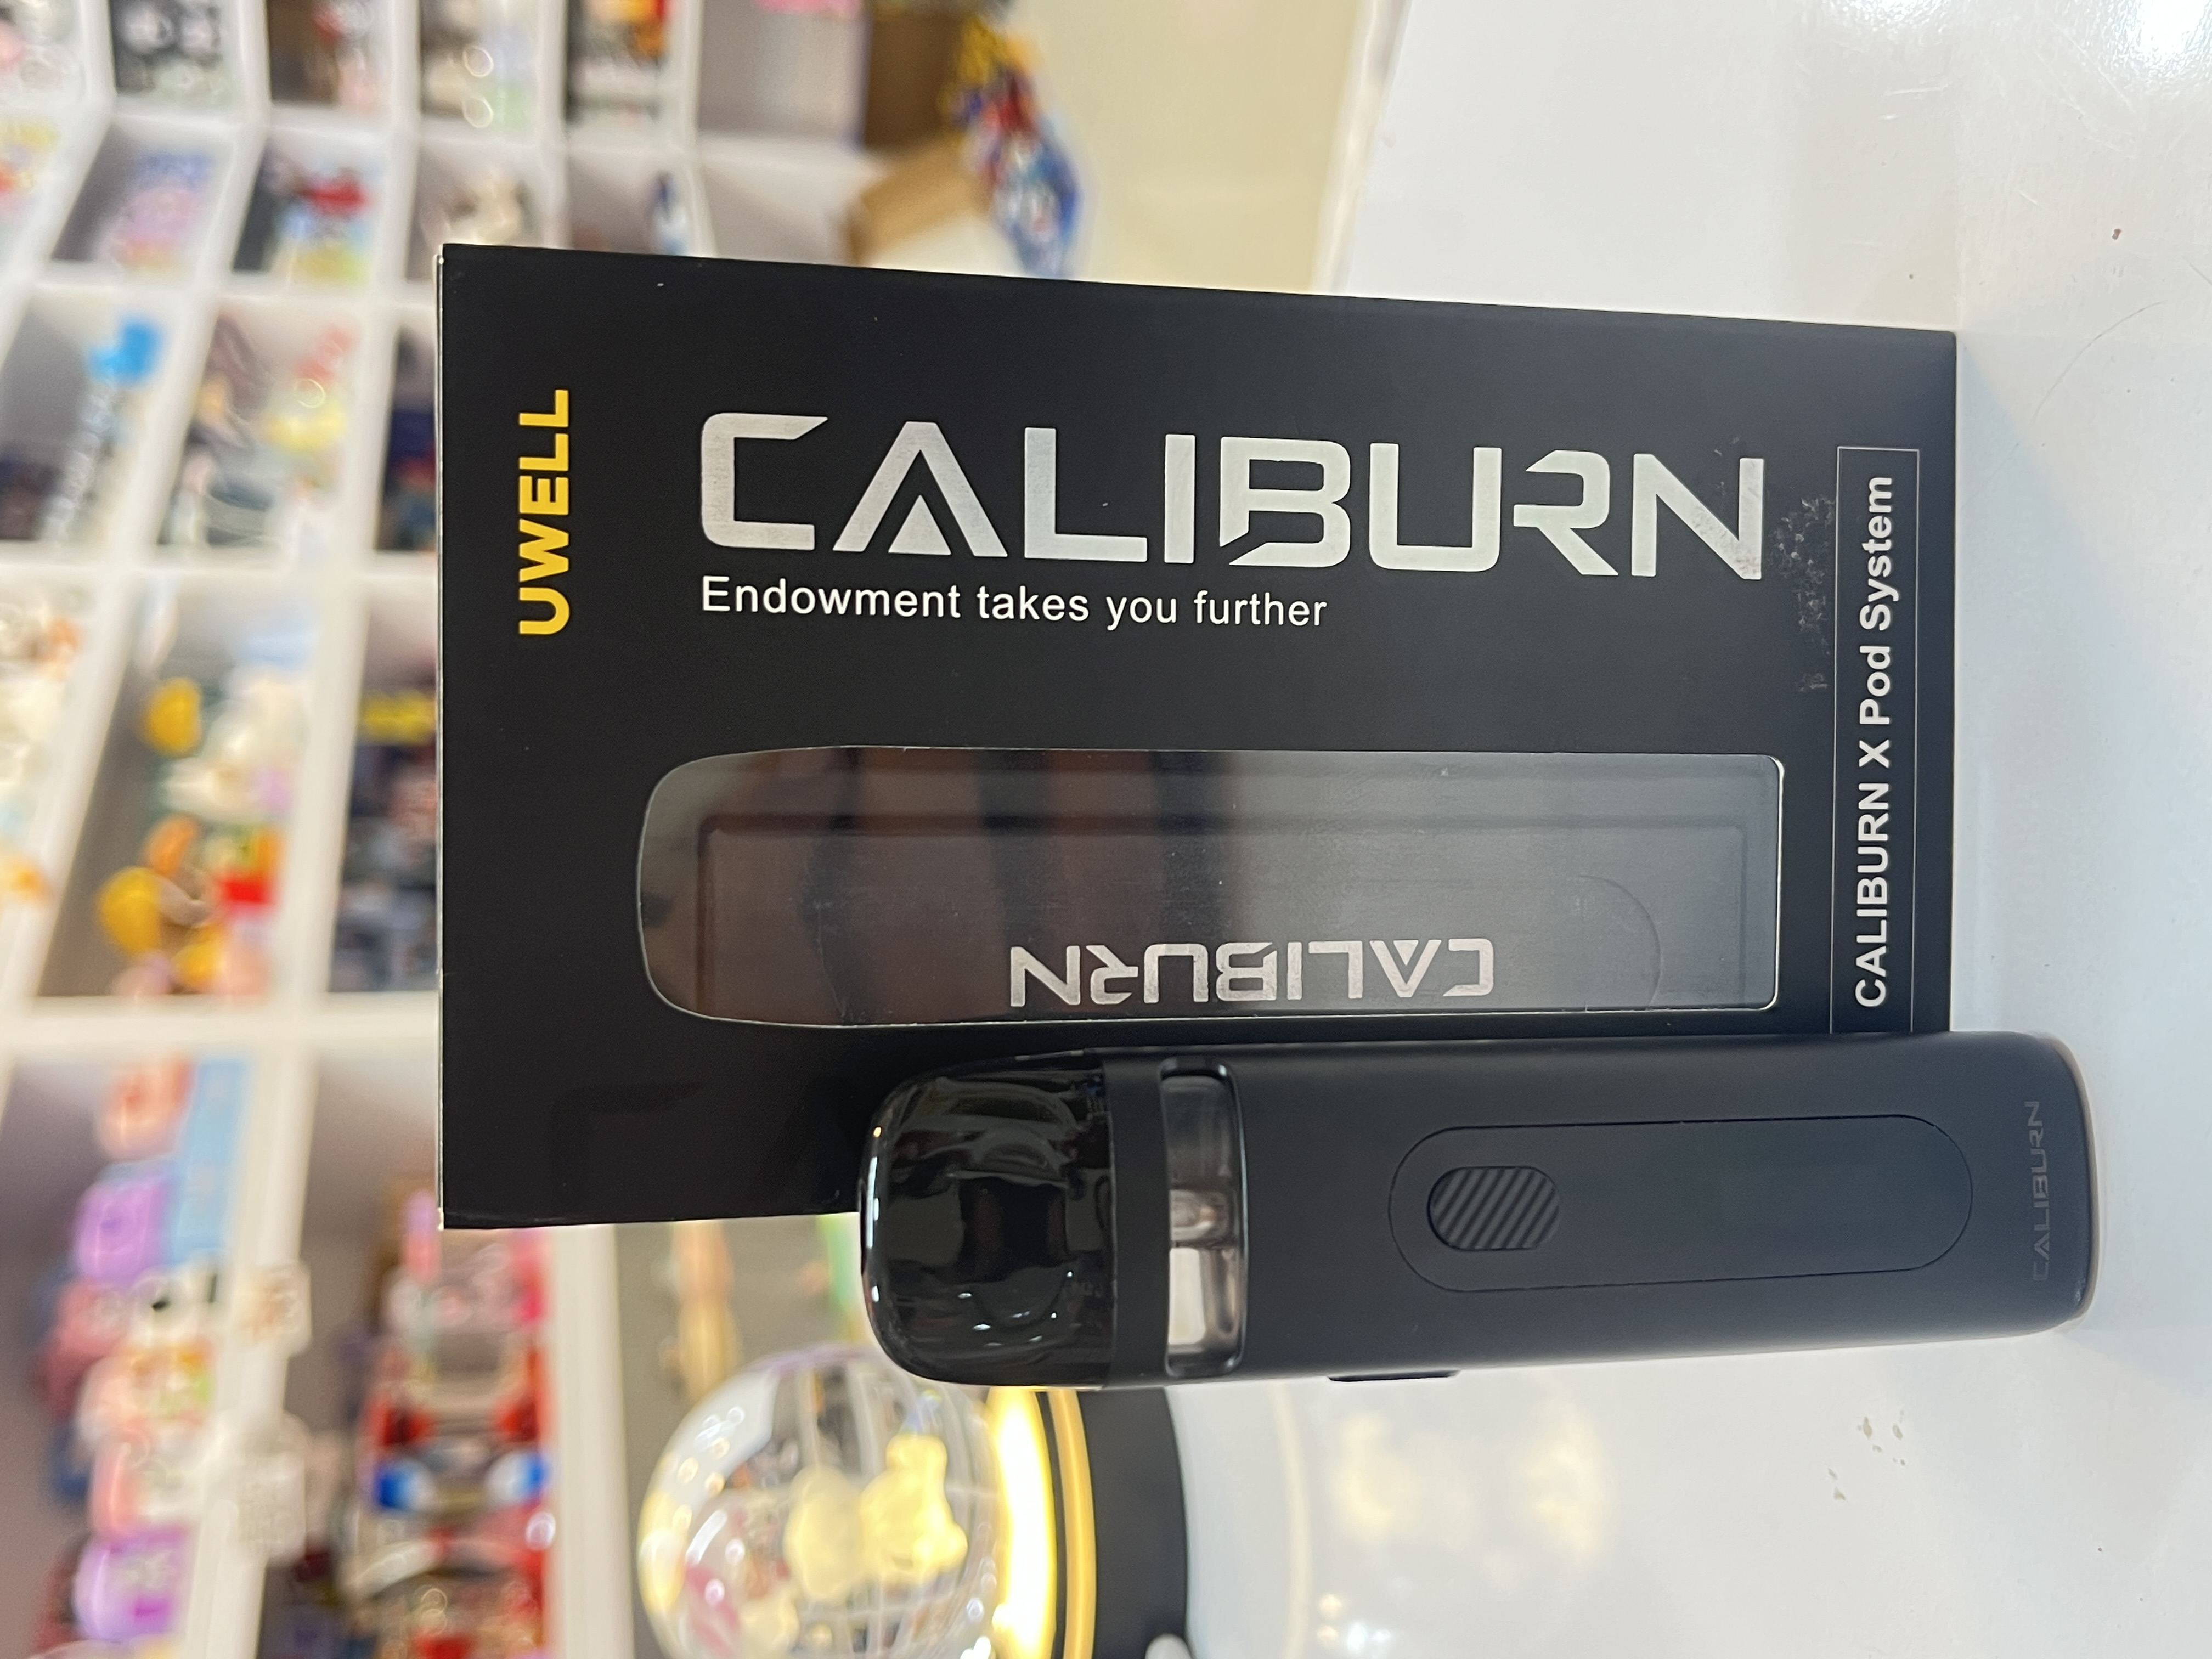 UWELL
CALIBURN
Endowment takes you further
CALIBURN
CALIBURN X Pod System
CALIBURN